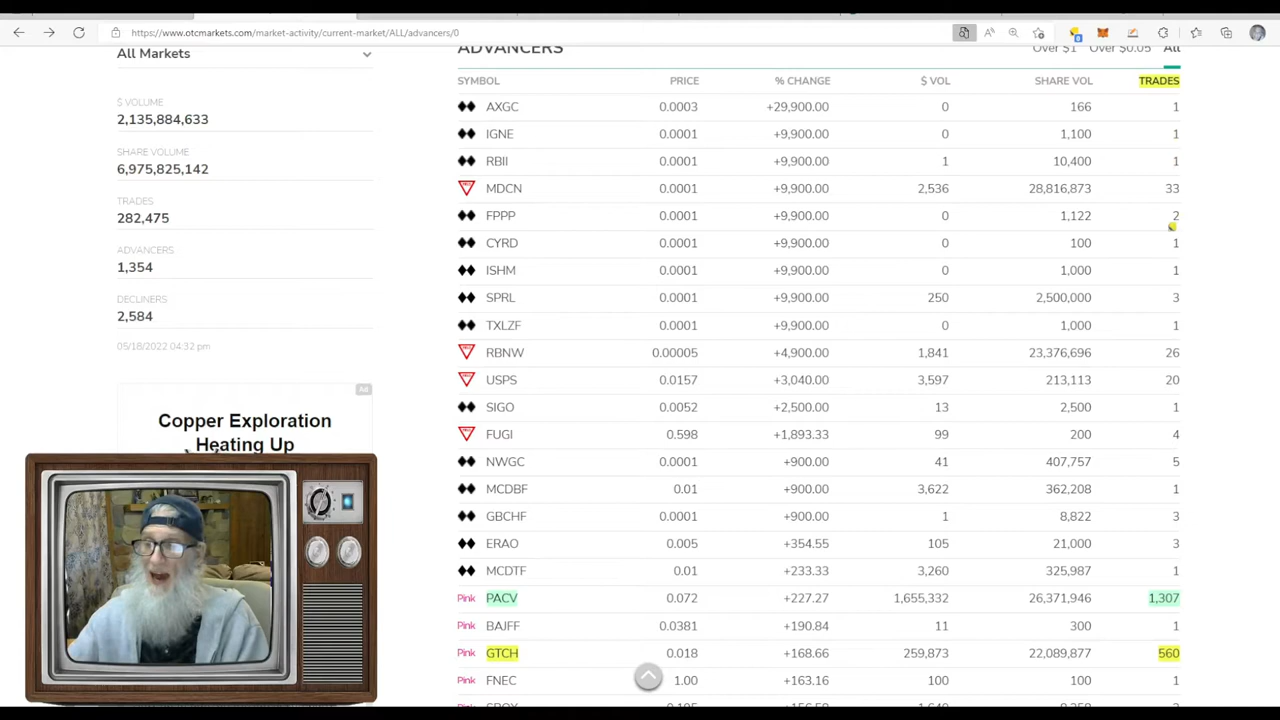 https://www.otcmarkets.com/market-activity/current-market/ALL/advancers/0
All Markets
$ VOLUME
2,135,884,633
SHARE VOLUME
6,975,825,142
TRADES
282,475
ADVANCERS
1,354
DECLINERS
2,584
05/18/2022 04:32 pm
Ad
Copper Exploration
Heating Up
ADVANCERS Over $1 Over $0.05 All
SYMBOL PRICE % CHANGE $ VOL SHARE VOL TRADES
AXGC 0.0003 +29,900.00 0 166 1
IGNE 0.0001 +9,900.00 0 1,100 1
RBII 0.0001 +9,900.00 1 10,400 1
MDCN 0.0001 +9,900.00 2,536 28,816,873 33
FPPP 0.0001 +9,900.00 0 1,122 2
CYRD 0.0001 +9,900.00 0 100 1
ISHM 0.0001 +9,900.00 0 1,000 1
SPRL 0.0001 +9,900.00 250 2,500,000 3
TXLZF 0.0001 +9,900.00 0 1,000 1
RBNW 0.00005 +4,900.00 1,841 23,376,696 26
USPS 0.0157 +3,040.00 3,597 213,113 20
SIGO 0.0052 +2,500.00 13 2,500 1
FUGI 0.598 +1,893.33 99 200 4
NWGC 0.0001 +900.00 41 407,757 5
MCDBF 0.01 +900.00 3,622 362,208 1
GBCHF 0.0001 +900.00 1 8,822 3
ERAO 0.005 +354.55 105 21,000 3
MCDTF 0.01 +233.33 3,260 325,987 1
Pink PACV 0.072 +227.27 1,655,332 26,371,946 1,307
Pink BAJFF 0.0381 +190.84 11 300 1
Pink GTCH 0.018 +168.66 259,873 22,089,877 560
Pink FNEC 1.00 +163.16 100 100 1